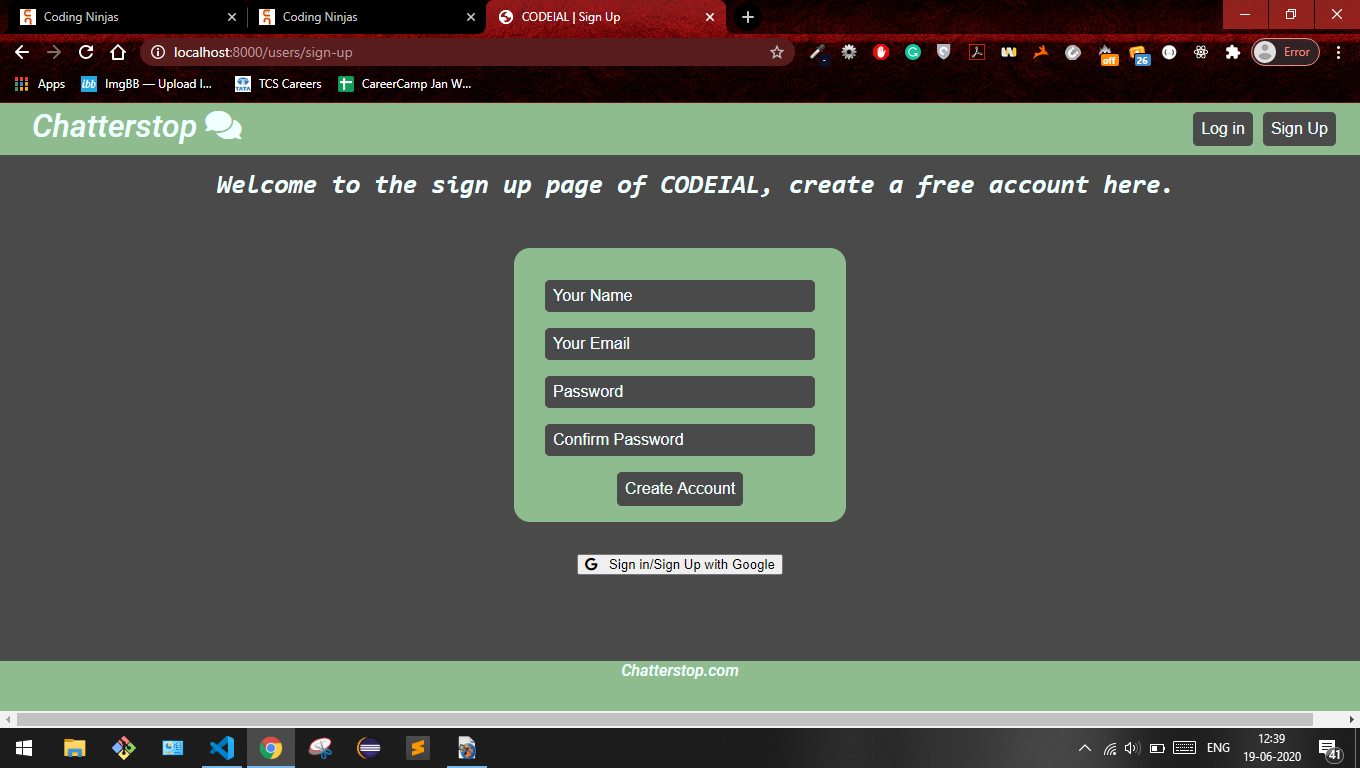 Coding Ninjas
Coding Ninjas
CODEIAL | Sign Up
localhost:8000/users/sign-up
off
26
Error
Apps
ibb
ImgBB — Upload I...
TATA
TCS Careers
CareerCamp Jan W...
Chatterstop
Log in
Sign Up
Welcome to the sign up page of CODEIAL, create a free account here.
Your Name
Your Email
Password
Confirm Password
Create Account
G Sign in/Sign Up with Google
Chatterstop.com
ENG
12:39
19-06-2020
41